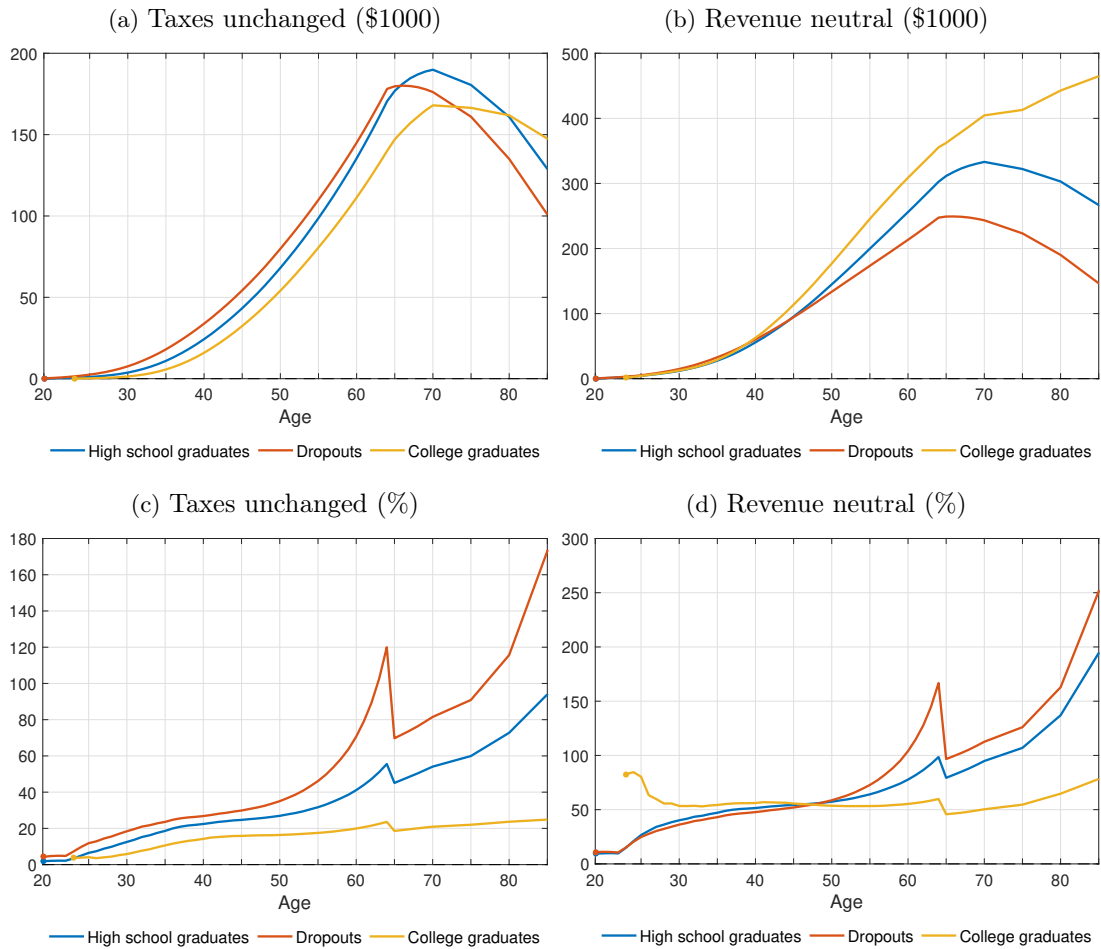 (a) Taxes unchanged ($1000)
200
150
100
50
0
20 30 40 50 60 70 80
Age
High school graduates Dropouts College graduates
(b) Revenue neutral ($1000)
500
400
300
200
100
0
20 30 40 50 60 70 80
Age
High school graduates Dropouts College graduates
(c) Taxes unchanged (%)
180
160
140
120
100
80
60
40
20
0
20 30 40 50 60 70 80
Age
High school graduates Dropouts College graduates
(d) Revenue neutral (%)
300
250
200
150
100
50
0
20 30 40 50 60 70 80
Age
High school graduates Dropouts College graduates